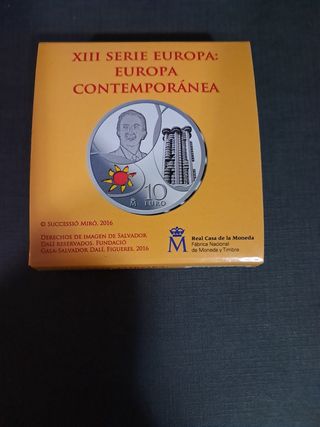 XIII SERIE EUROPA:
EUROPA
CONTEMPORÁNEA
10
M EURO
© SUCCESSIÓ MIRÓ, 2016
DERECHOS DE IMAGEN DE SALVADOR
DALÍ RESERVADOS. FUNDACIÓ
GALA-SALVADOR DALÍ, FIGUERES, 2016
M
Real Casa de la Moneda
Fábrica Nacional
de Moneda y Timbre